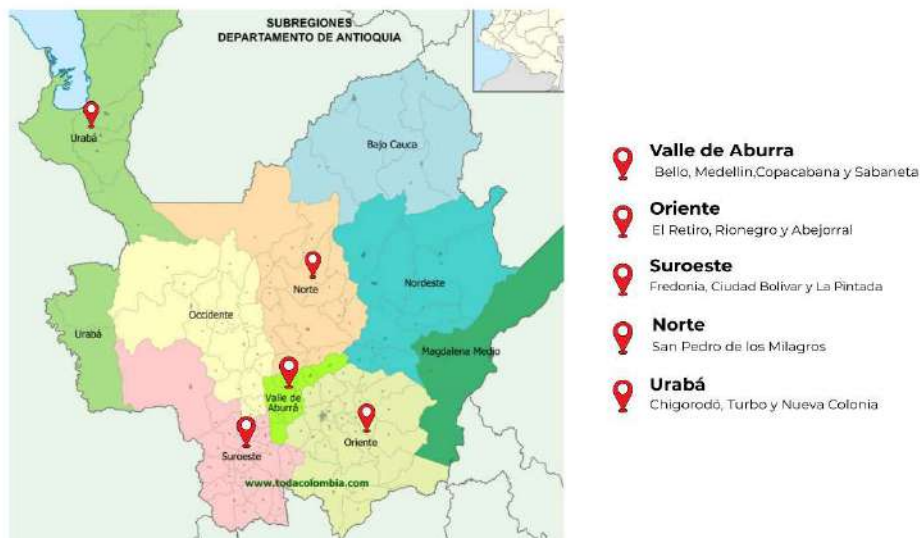 SUBREGIONES
DEPARTAMENTO DE ANTIOQUIA
Urabá
Bajo Cauca
Norte
Nordeste
Occidente
Urabá
Magdalena Medio
Valle de
Aburrá
Suroeste
Oriente
www.todacolombia.com
Valle de Aburra
Bello, Medellin,Copacabana y Sabaneta
Oriente
El Retiro, Rionegro y Abejorral
Suroeste
Fredonia, Ciudad Bolivar y La Pintada
Norte
San Pedro de los Milagros
Urabá
Chigorodó, Turbo y Nueva Colonia